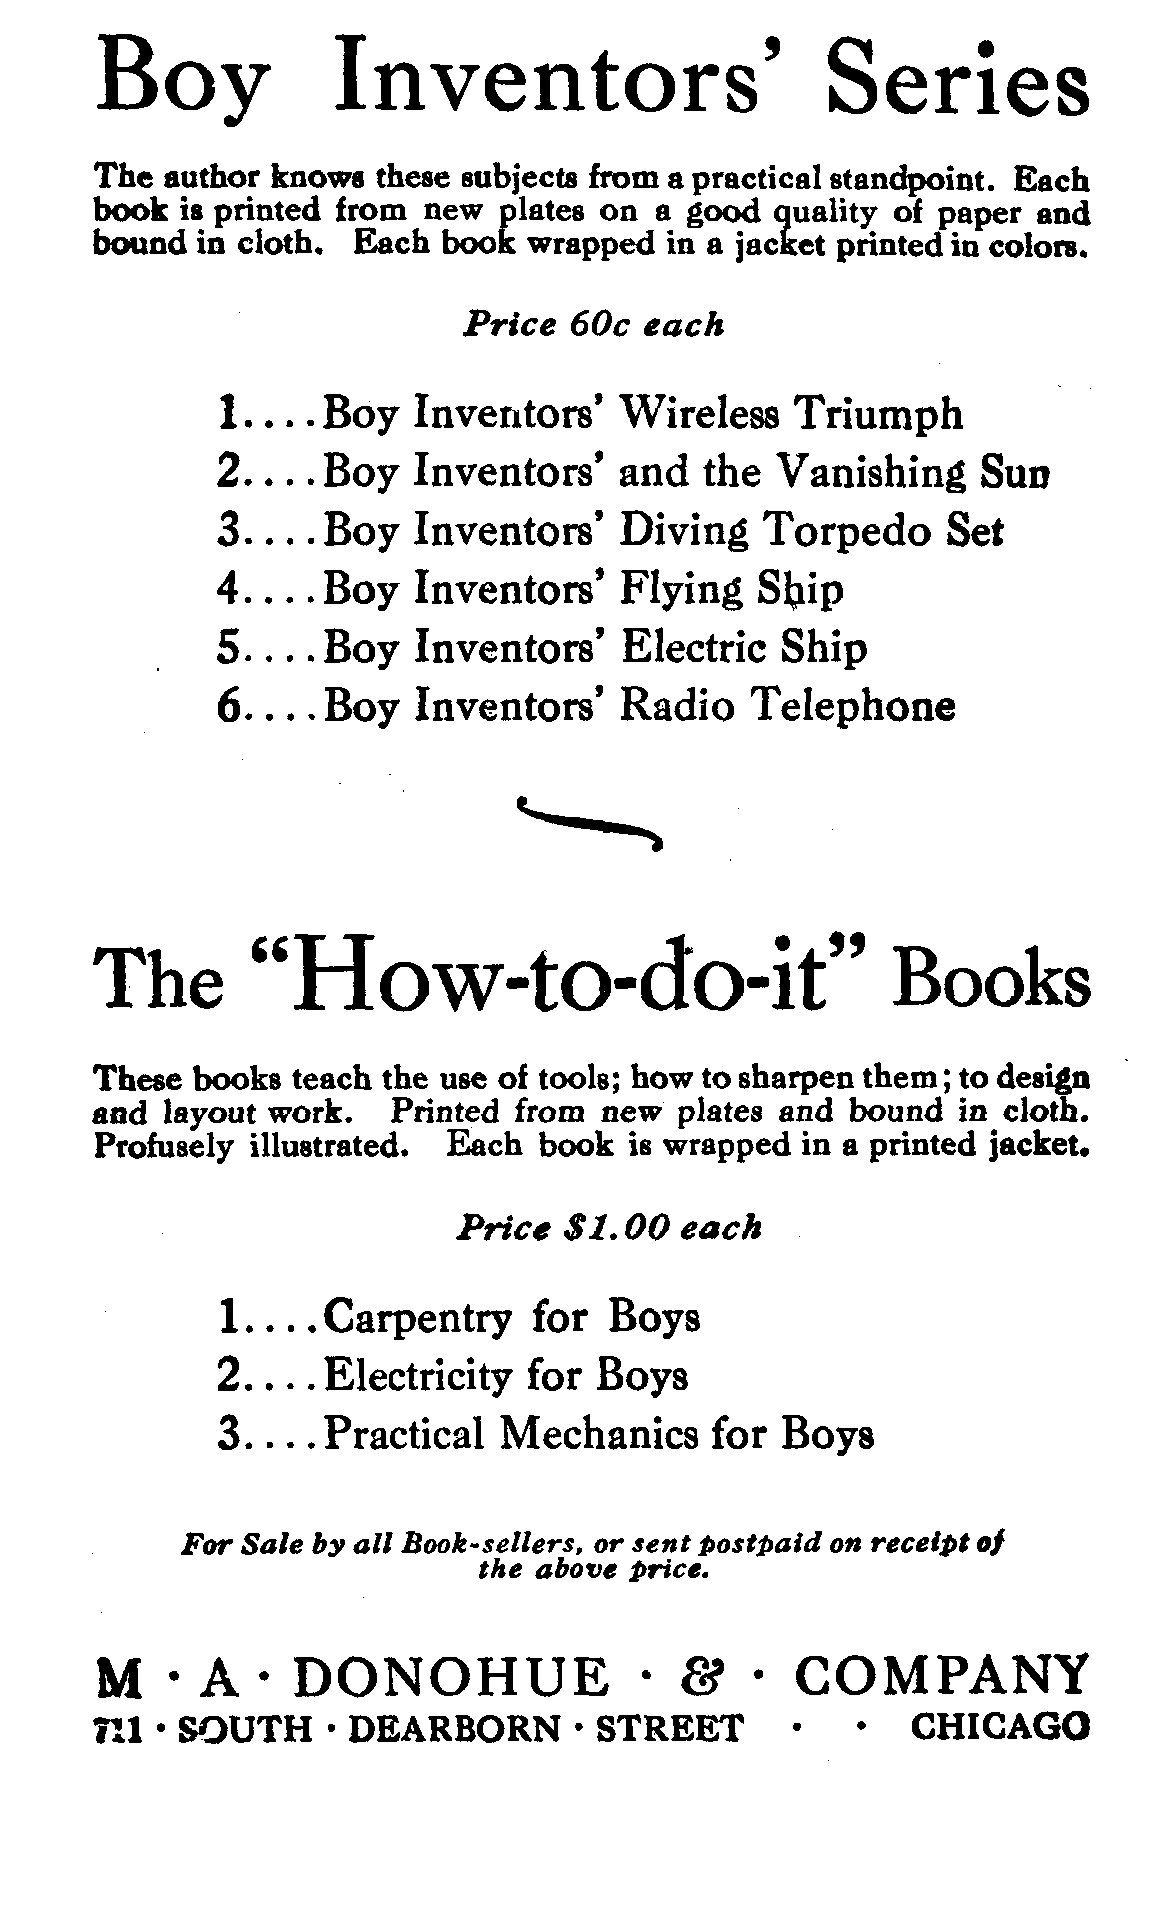 Boy Inventors' Series
The author knows these subjects from a practical standpoint. Each
book is printed from new plates on a good quality of paper and
bound in cloth. Each book wrapped in a jacket printed in colors.
Price 60c each
1....Boy Inventors' Wireless Triumph
2....Boy Inventors' and the Vanishing Sun
3....Boy Inventors' Diving Torpedo Set
4....Boy Inventors' Flying Ship
5....Boy Inventors' Electric Ship
6....Boy Inventors' Radio Telephone
The "How-to-do-it" Books
These books teach the use of tools; how to sharpen them; to design
and layout work. Printed from new plates and bound in cloth.
Profusely illustrated. Each book is wrapped in a printed jacket.
Price $1.00 each
1....Carpentry for Boys
2....Electricity for Boys
3....Practical Mechanics for Boys
For Sale by all Book-sellers, or sent postpaid on receipt of
the above price.
M · A · DONOHUE · & · COMPANY
711 · SOUTH · DEARBORN · STREET · · CHICAGO